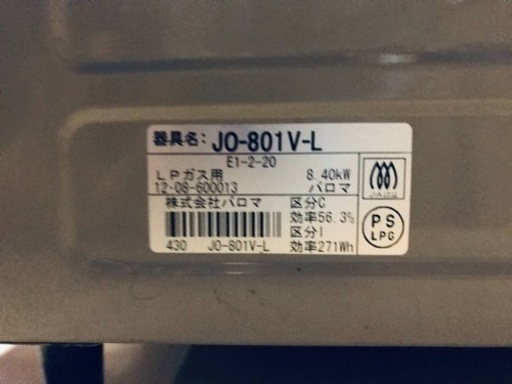 器具名: JO-801V-L
E1-2-20
LPガス用 8.40kW
12·08-600013 パロマ
株式会社パロマ 区分C
効率56.3%
区分I
430 JO-801V-L 効率271Wh
PS
LPG